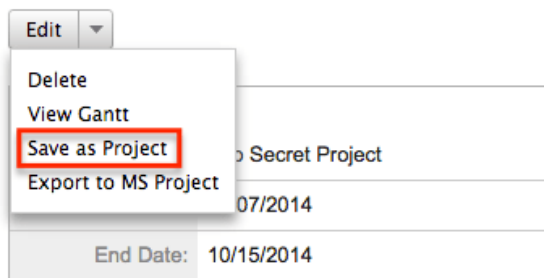 Edit
Delete
View Gantt
Save as Project
Secret Project
Export to MS Project
07/2014
End Date: 10/15/2014